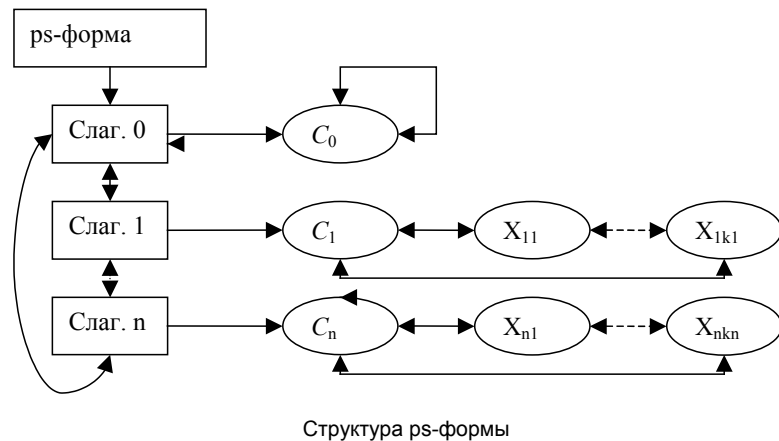 ps-форма
Слаг. 0
C₀
Слаг. 1
C₁
X₁₁
X₁ₖ₁
Слаг. n
Cₙ
Xₙ₁
Xₙₖₙ
Структура ps-формы